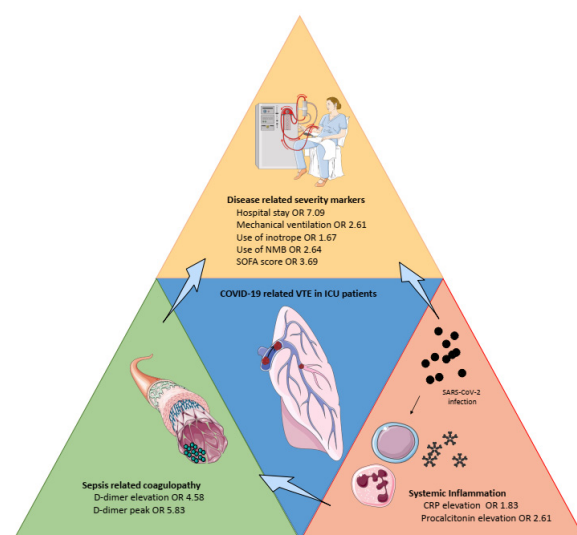 Disease related severity markers
Hospital stay OR 7.09
Mechanical ventilation OR 2.61
Use of inotrope OR 1.67
Use of NMB OR 2.64
SOFA score OR 3.69
COVID-19 related VTE in ICU patients
SARS-CoV-2
infection
Sepsis related coagulopathy
D-dimer elevation OR 4.58
D-dimer peak OR 5.83
Systemic Inflammation
CRP elevation OR 1.83
Procalcitonin elevation OR 2.61